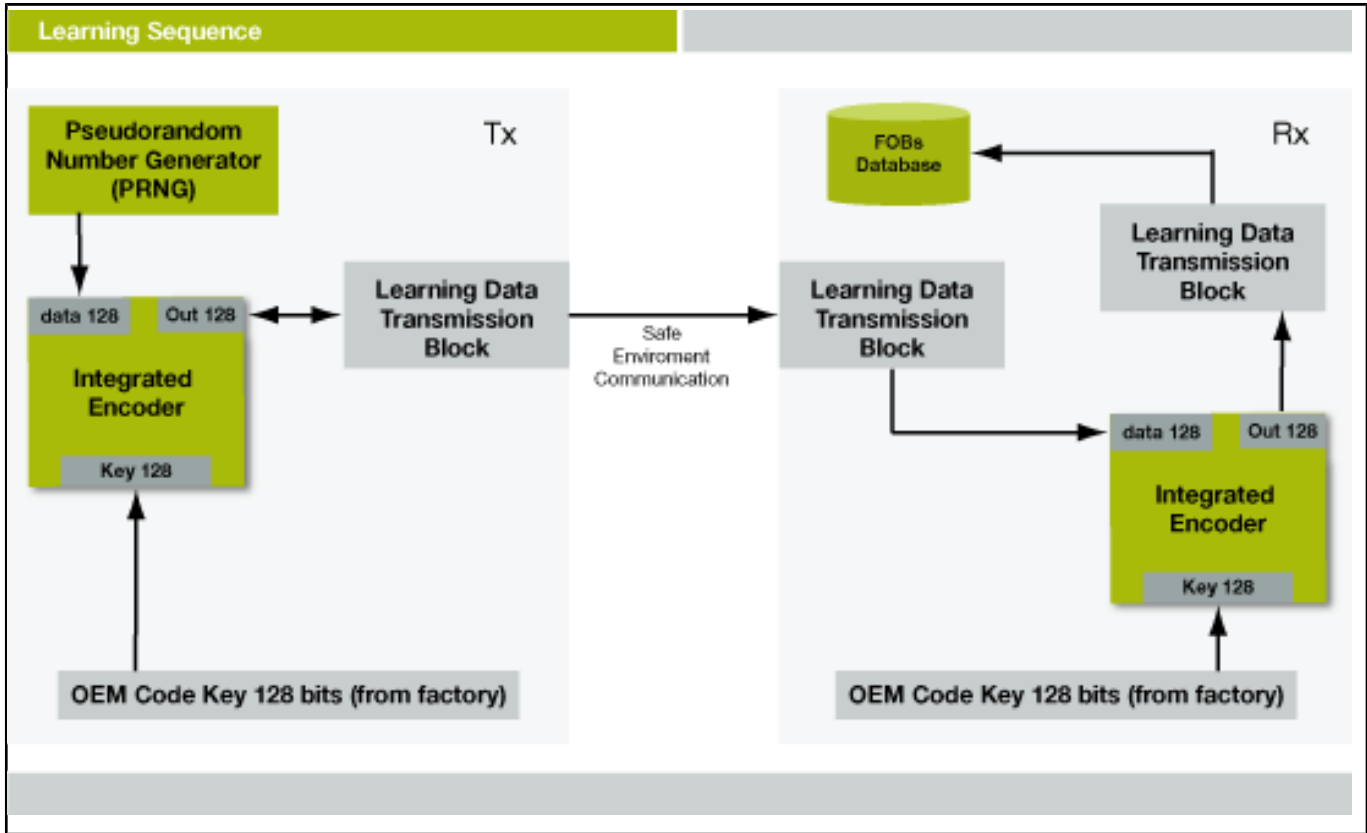 Learning Sequence
Tx
Pseudorandom
Number Generator
(PRNG)
data 128
Out 128
Integrated
Encoder
Key 128
Learning Data
Transmission
Block
OEM Code Key 128 bits (from factory)
Safe
Enviroment
Communication
Rx
FOBs
Database
Learning Data
Transmission
Block
Learning Data
Transmission
Block
data 128
Out 128
Integrated
Encoder
Key 128
OEM Code Key 128 bits (from factory)